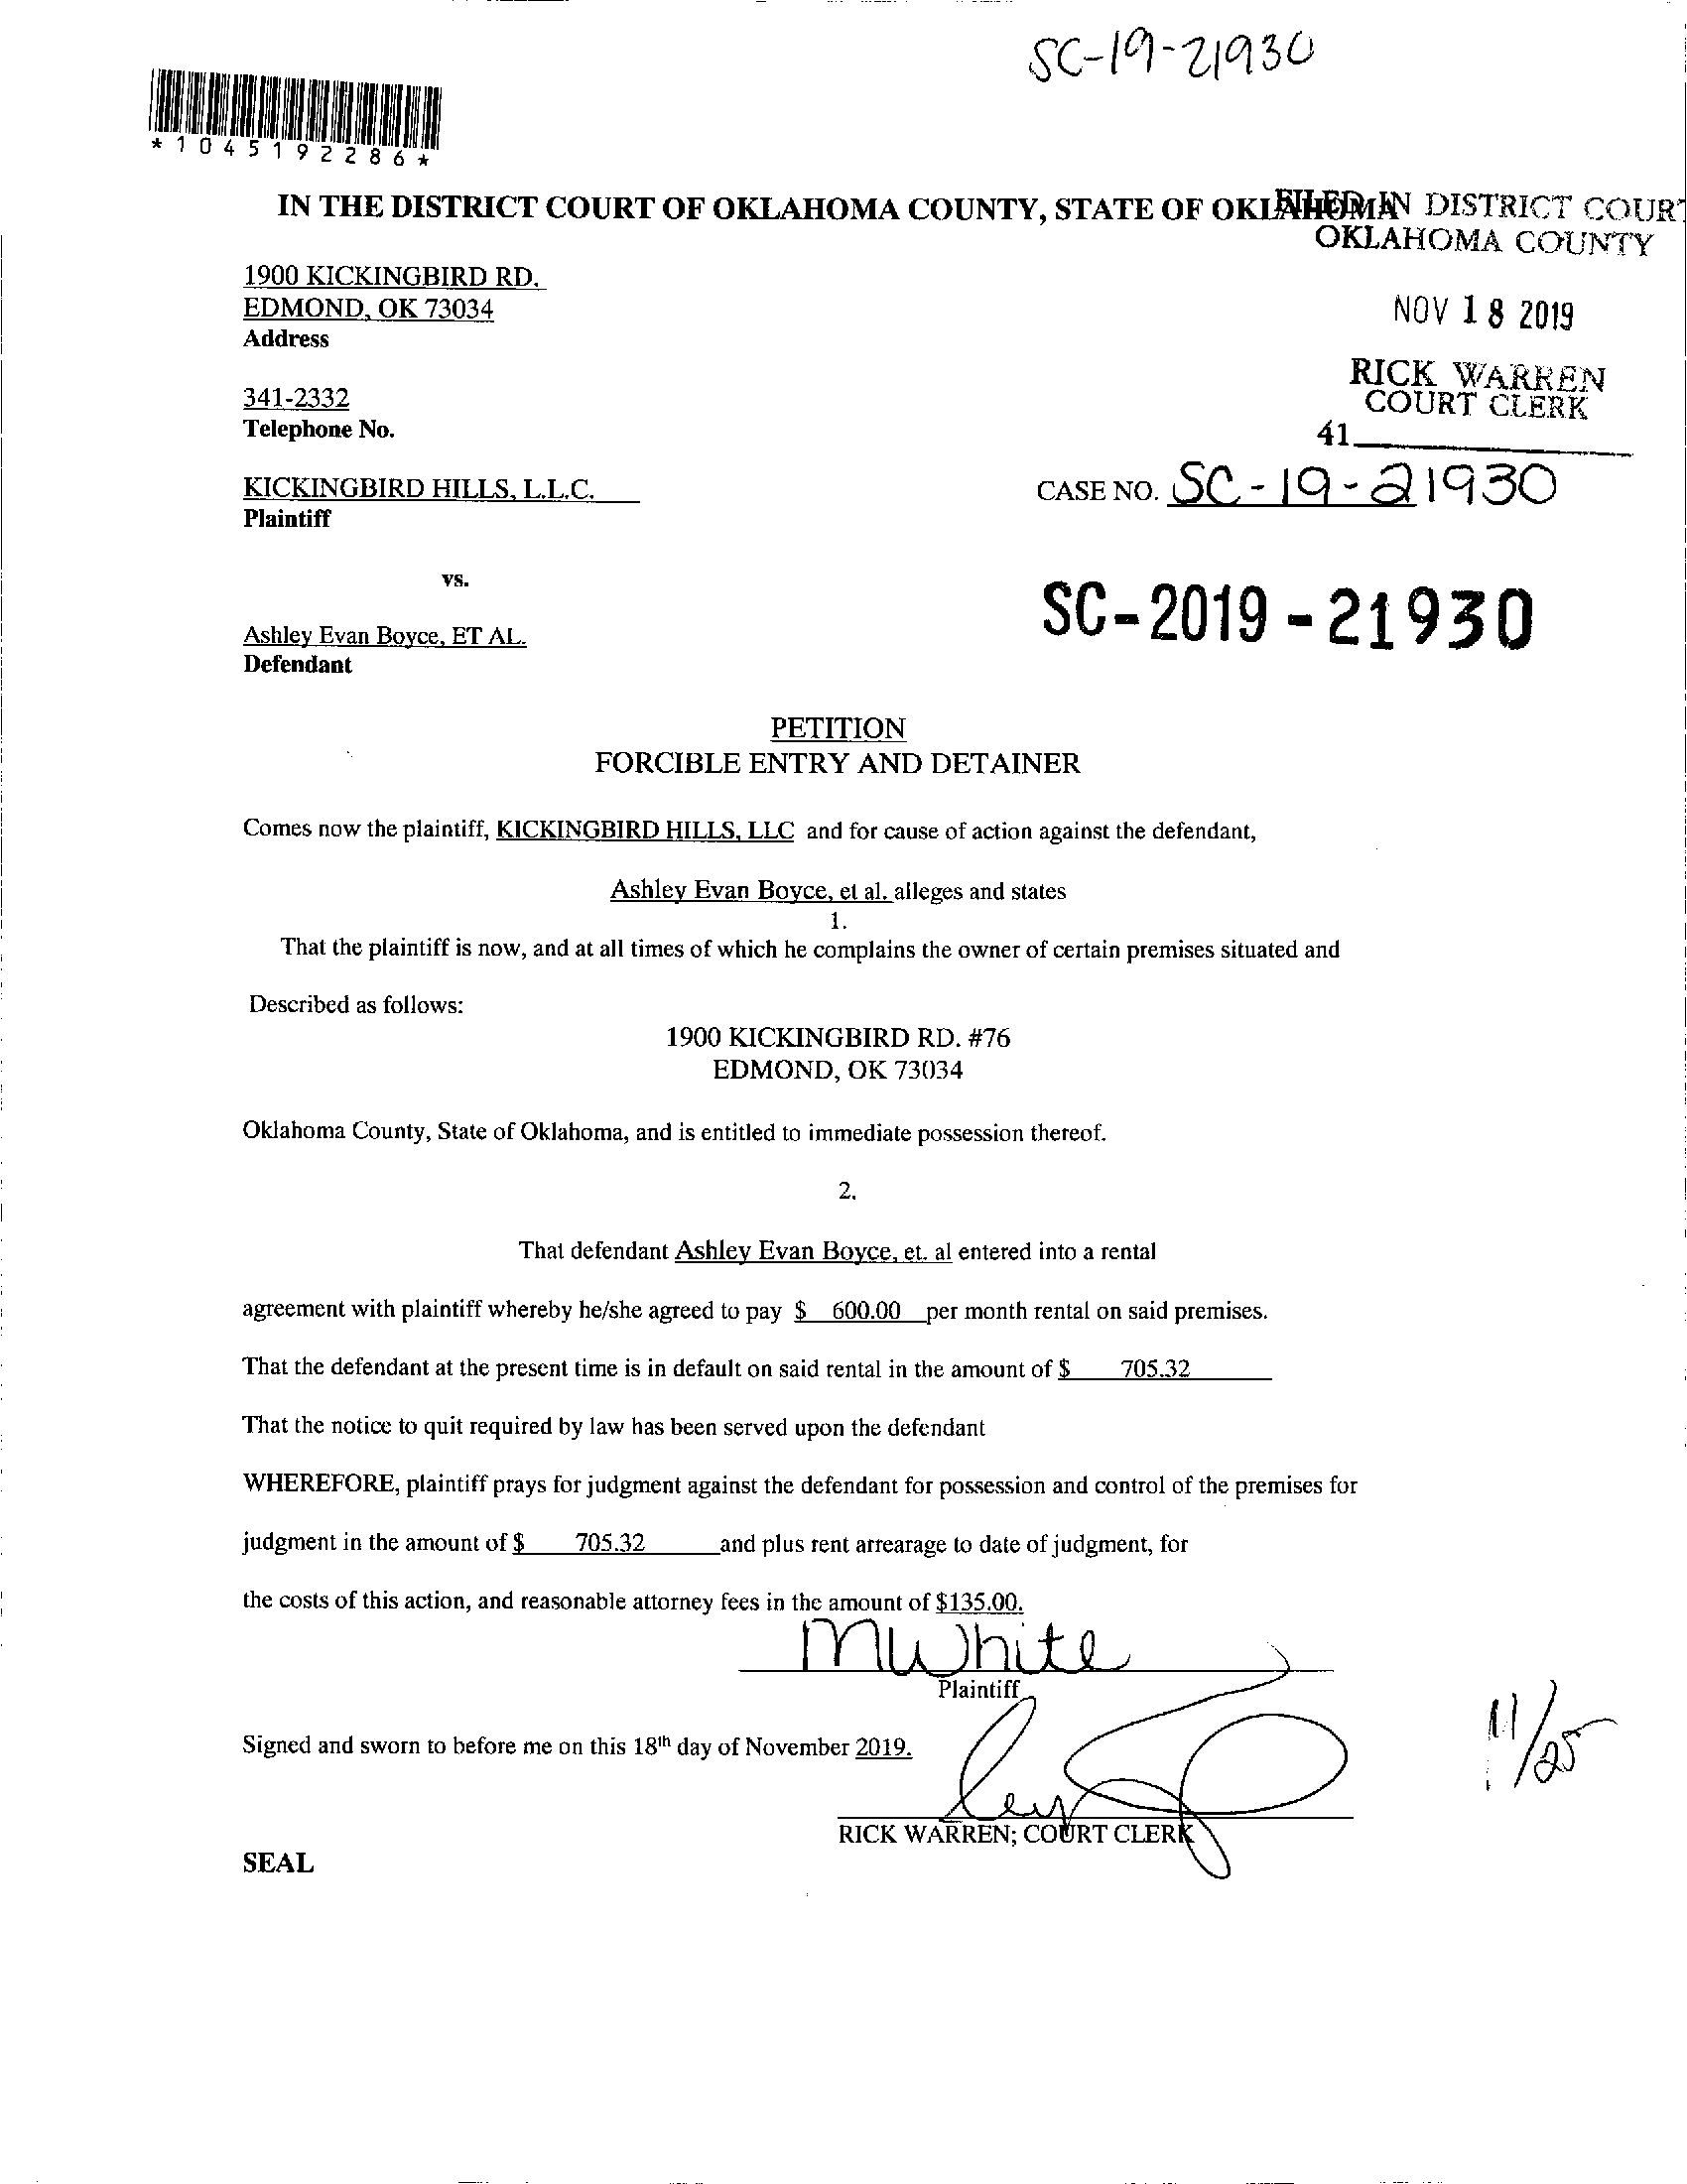 SC-19-21930
*1045192286*
IN THE DISTRICT COURT OF OKLAHOMA COUNTY, STATE OF
FILED IN DISTRICT COURT
OKLAHOMA COUNTY
1900 KICKINGBIRD RD.
EDMOND, OK 73034
Address
NOV 18 2019
RICK WARREN
COURT CLERK
341-2332
Telephone No.
41
KICKINGBIRD HILLS, L.L.C.
Plaintiff
CASE NO. SC-19-21930
vs.
SC-2019-21930
Ashley Evan Boyce, ET AL.
Defendant
PETITION
FORCIBLE ENTRY AND DETAINER
Comes now the plaintiff, KICKINGBIRD HILLS, LLC and for cause of action against the defendant,
Ashley Evan Boyce, et al. alleges and states
1.
That the plaintiff is now, and at all times of which he complains the owner of certain premises situated and
Described as follows:
1900 KICKINGBIRD RD. #76
EDMOND, OK 73034
Oklahoma County, State of Oklahoma, and is entitled to immediate possession thereof.
2.
That defendant Ashley Evan Boyce, et. al entered into a rental
agreement with plaintiff whereby he/she agreed to pay $ 600.00 per month rental on said premises.
That the defendant at the present time is in default on said rental in the amount of $ 705.32
That the notice to quit required by law has been served upon the defendant
WHEREFORE, plaintiff prays for judgment against the defendant for possession and control of the premises for
judgment in the amount of $ 705.32 and plus rent arrearage to date of judgment, for
the costs of this action, and reasonable attorney fees in the amount of $135.00.
MWhite
Plaintiff
Signed and sworn to before me on this 18th day of November 2019.
11/25
RICK WARREN; COURT CLERK
SEAL